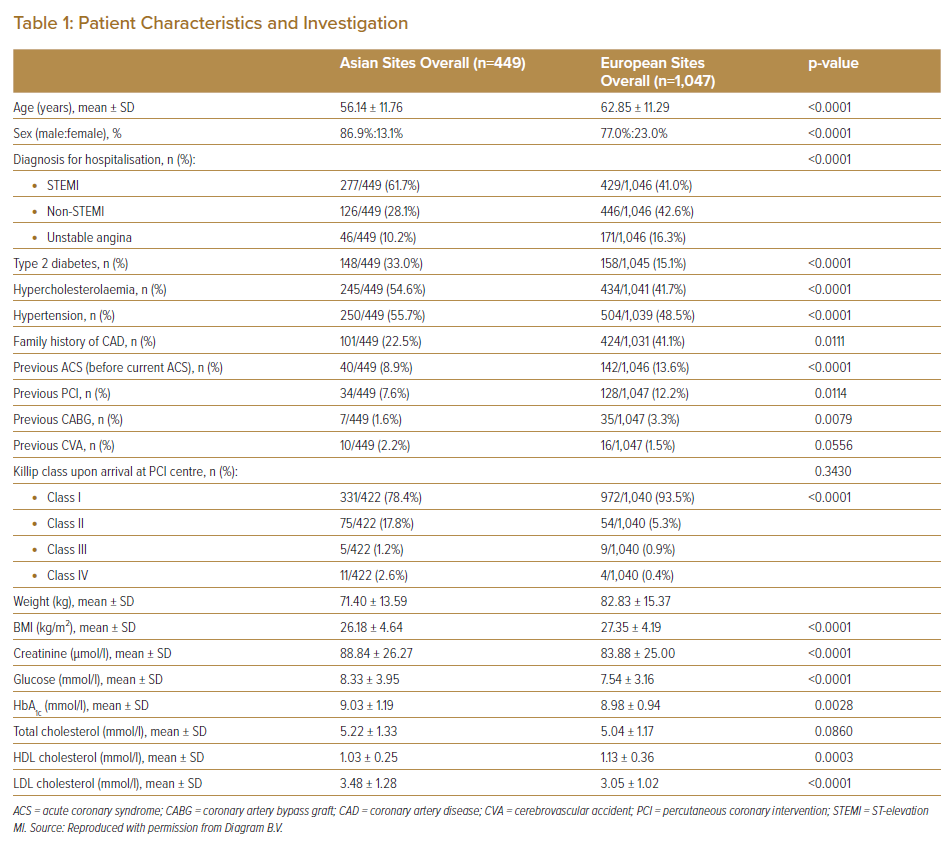 Table 1: Patient Characteristics and Investigation
Asian Sites Overall (n=449) European Sites Overall (n=1,047) p-value
Age (years), mean ± SD 56.14 ± 11.76 62.85 ± 11.29 <0.0001
Sex (male:female), % 86.9%:13.1% 77.0%:23.0% <0.0001
Diagnosis for hospitalisation, n (%): <0.0001
• STEMI 277/449 (61.7%) 429/1,046 (41.0%)
• Non-STEMI 126/449 (28.1%) 446/1,046 (42.6%)
• Unstable angina 46/449 (10.2%) 171/1,046 (16.3%)
Type 2 diabetes, n (%) 148/449 (33.0%) 158/1,045 (15.1%) <0.0001
Hypercholesterolaemia, n (%) 245/449 (54.6%) 434/1,041 (41.7%) <0.0001
Hypertension, n (%) 250/449 (55.7%) 504/1,039 (48.5%) <0.0001
Family history of CAD, n (%) 101/449 (22.5%) 424/1,031 (41.1%) 0.0111
Previous ACS (before current ACS), n (%) 40/449 (8.9%) 142/1,046 (13.6%) <0.0001
Previous PCI, n (%) 34/449 (7.6%) 128/1,047 (12.2%) 0.0114
Previous CABG, n (%) 7/449 (1.6%) 35/1,047 (3.3%) 0.0079
Previous CVA, n (%) 10/449 (2.2%) 16/1,047 (1.5%) 0.0556
Killip class upon arrival at PCI centre, n (%): 0.3430
• Class I 331/422 (78.4%) 972/1,040 (93.5%) <0.0001
• Class II 75/422 (17.8%) 54/1,040 (5.3%)
• Class III 5/422 (1.2%) 9/1,040 (0.9%)
• Class IV 11/422 (2.6%) 4/1,040 (0.4%)
Weight (kg), mean ± SD 71.40 ± 13.59 82.83 ± 15.37
BMI (kg/m²), mean ± SD 26.18 ± 4.64 27.35 ± 4.19 <0.0001
Creatinine (µmol/l), mean ± SD 88.84 ± 26.27 83.88 ± 25.00 <0.0001
Glucose (mmol/l), mean ± SD 8.33 ± 3.95 7.54 ± 3.16 <0.0001
HbA1c (mmol/l), mean ± SD 9.03 ± 1.19 8.98 ± 0.94 0.0028
Total cholesterol (mmol/l), mean ± SD 5.22 ± 1.33 5.04 ± 1.17 0.0860
HDL cholesterol (mmol/l), mean ± SD 1.03 ± 0.25 1.13 ± 0.36 0.0003
LDL cholesterol (mmol/l), mean ± SD 3.48 ± 1.28 3.05 ± 1.02 <0.0001
ACS = acute coronary syndrome; CABG = coronary artery bypass graft; CAD = coronary artery disease; CVA = cerebrovascular accident; PCI = percutaneous coronary intervention; STEMI = ST-elevation
MI. Source: Reproduced with permission from Diagram B.V.